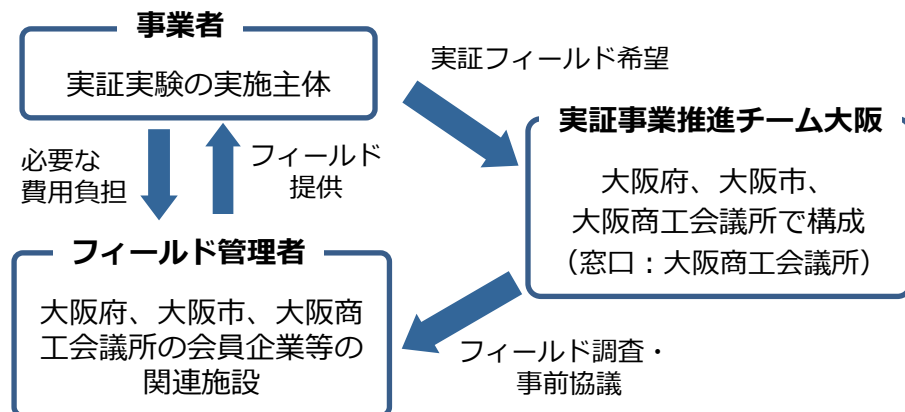 事業者
実証実験の実施主体
実証フィールド希望
実証事業推進チーム大阪
大阪府、大阪市、
大阪商工会議所で構成
（窓口：大阪商工会議所）
必要な
費用負担
フィールド
提供
フィールド管理者
大阪府、大阪市、大阪商
工会議所の会員企業等の
関連施設
フィールド調査・
事前協議